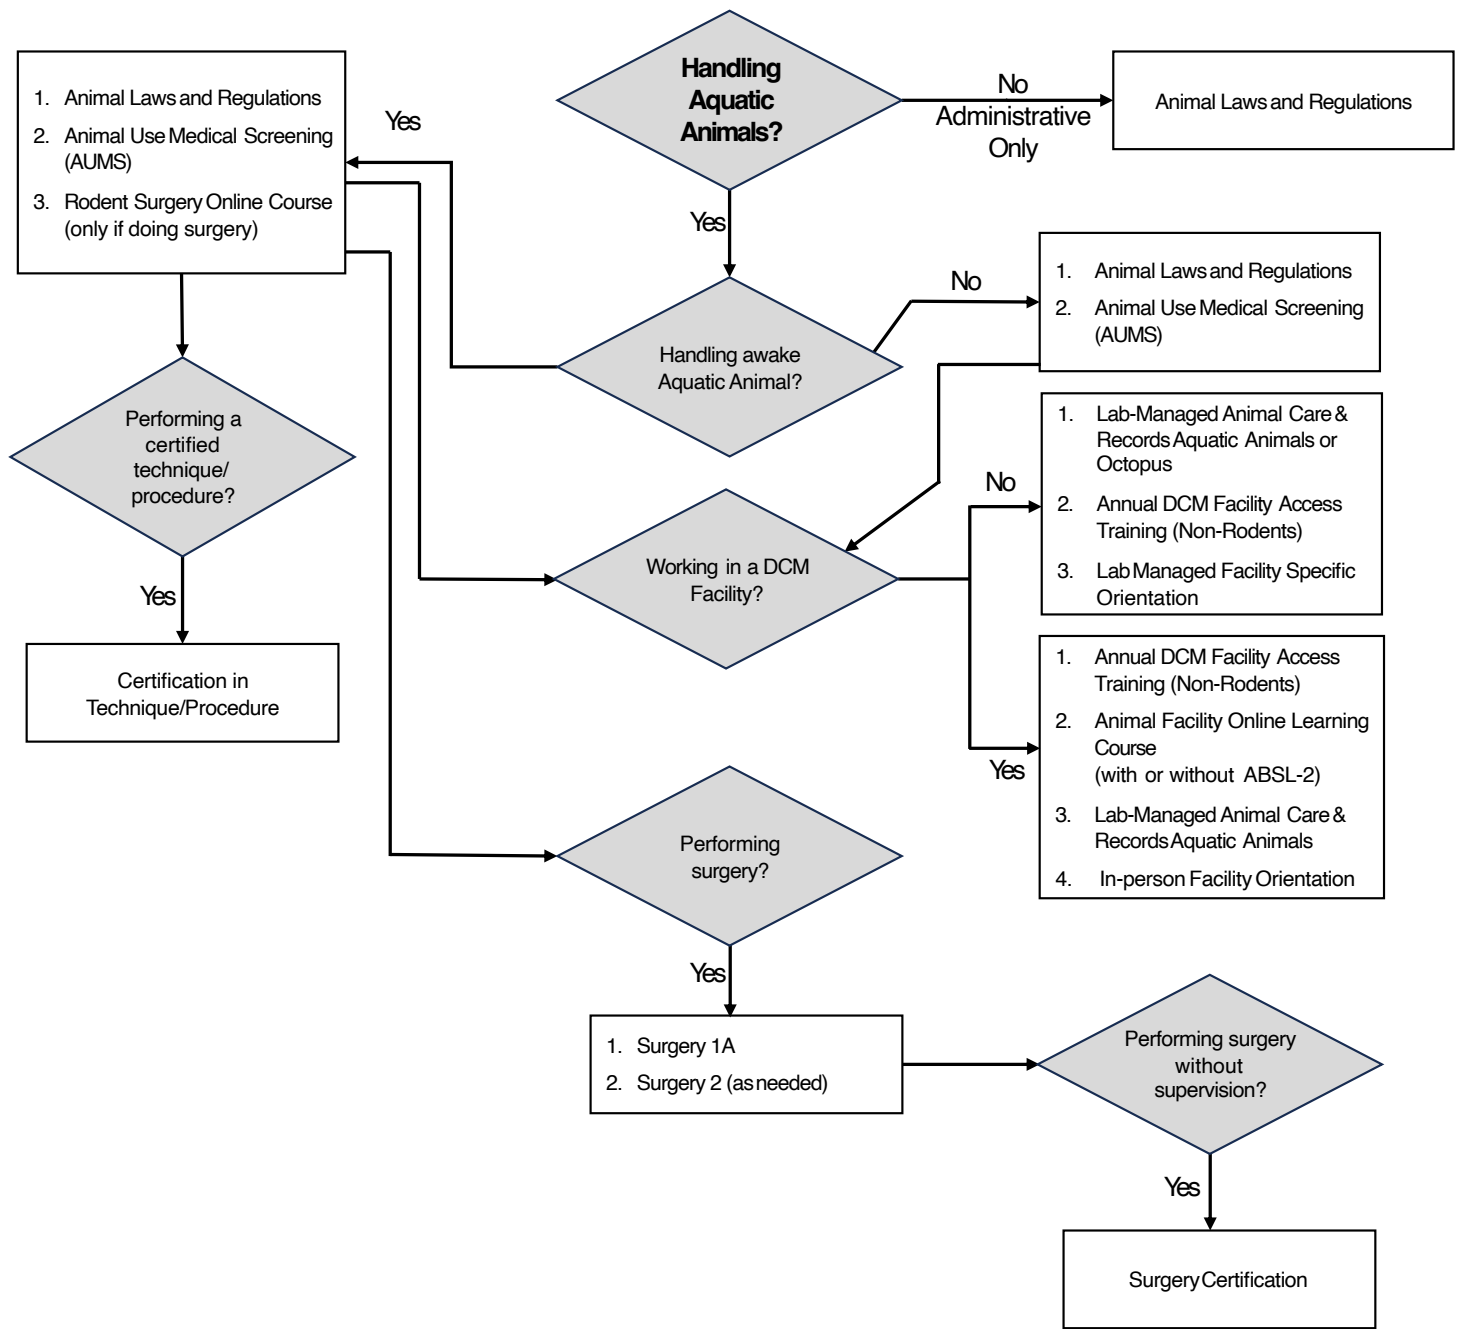 Handling
Aquatic
Animals?
No
Administrative
Only
Animal Laws and Regulations
1. Animal Laws and Regulations
2. Animal Use Medical Screening
(AUMS)
3. Rodent Surgery Online Course
(only if doing surgery)
Yes
Yes
Handling awake
Aquatic Animal?
No
1. Animal Laws and Regulations
2. Animal Use Medical Screening
(AUMS)
Performing a
certified
technique/
procedure?
Yes
Certification in
Technique/Procedure
Working in a DCM
Facility?
No
1. Lab-Managed Animal Care &
Records Aquatic Animals or
Octopus
2. Annual DCM Facility Access
Training (Non-Rodents)
3. Lab Managed Facility Specific
Orientation
Yes
1. Annual DCM Facility Access
Training (Non-Rodents)
2. Animal Facility Online Learning
Course
(with or without ABSL-2)
3. Lab-Managed Animal Care &
Records Aquatic Animals
4. In-person Facility Orientation
Performing
surgery?
Yes
1. Surgery 1A
2. Surgery 2 (as needed)
Performing surgery
without
supervision?
Yes
Surgery Certification